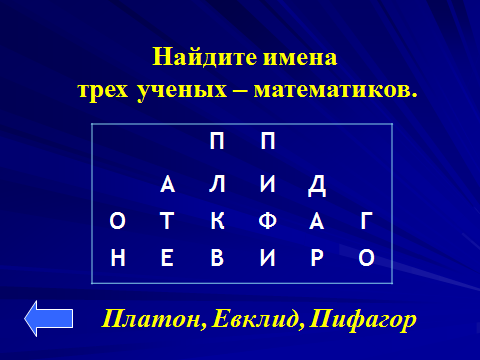 Найдите имена
трех ученых – математиков.
П П
А Л И Д
О Т К Ф А Г
Н Е В И Р О
Платон, Евклид, Пифагор